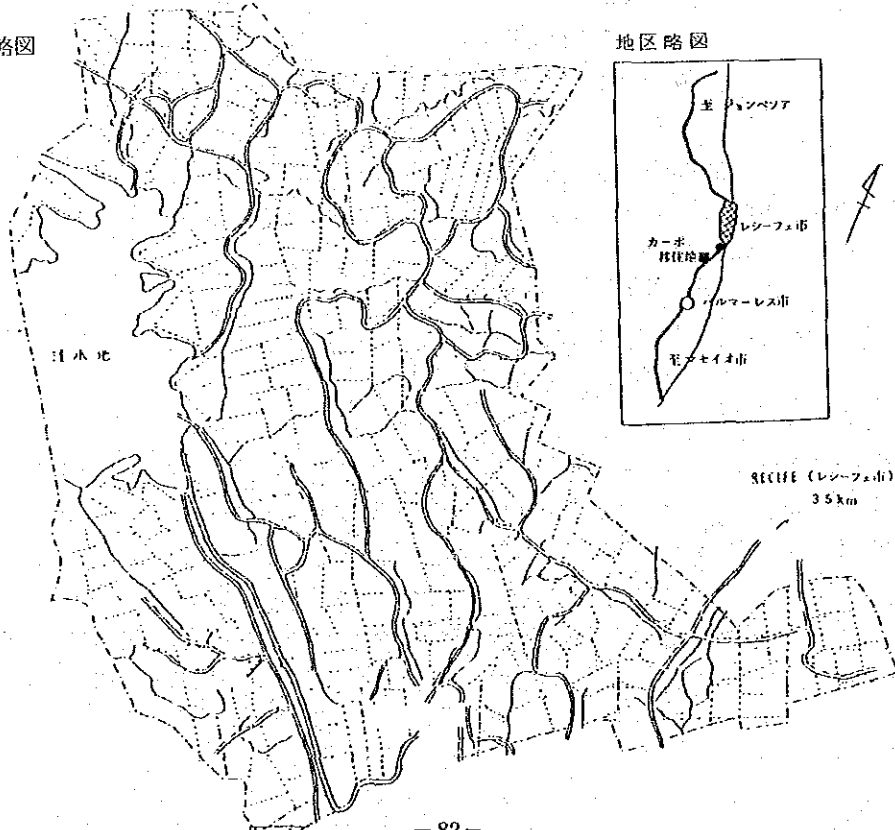 略図
地区略図
至ジョンペソア
レシーフェ市
カーボ
移住地
パルマーレス市
至マセイオ市
RECIFE (レシーフェ市)
35km
－82－